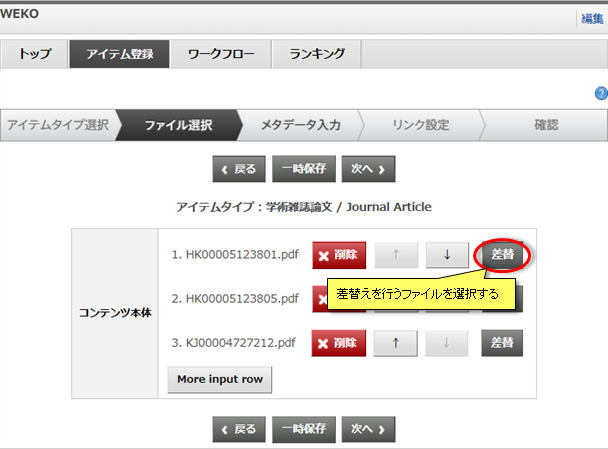 WEKO
編集
トップ アイテム登録 ワークフロー ランキング
?
アイテムタイプ選択 ファイル選択 メタデータ入力 リンク設定 確認
戻る 一時保存 次へ
アイテムタイプ : 学術雑誌論文 / Journal Article
コンテンツ本体
1. HK00005123801.pdf 削除 ↑ ↓ 差替
差替えを行うファイルを選択する
2. HK00005123805.pdf
3. KJ00004727212.pdf 削除 ↑ ↓ 差替
More input row
戻る 一時保存 次へ